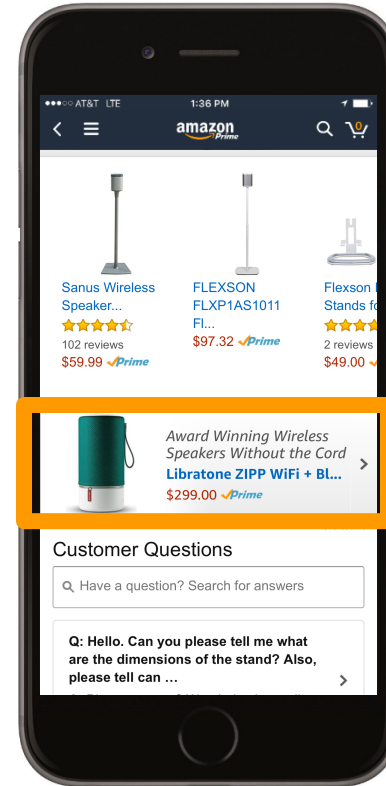 AT&T LTE 1:36 PM
amazon Prime 0
Sanus Wireless
Speaker...
102 reviews
$59.99 Prime
FLEXSON
FLXP1AS1011
Fl...
$97.32 Prime
Flexson
Stands fo
2 reviews
$49.00
Award Winning Wireless
Speakers Without the Cord
Libratone ZIPP WiFi + Bl...
$299.00 Prime
Customer Questions
Have a question? Search for answers
Q: Hello. Can you please tell me what
are the dimensions of the stand? Also,
please tell can ...